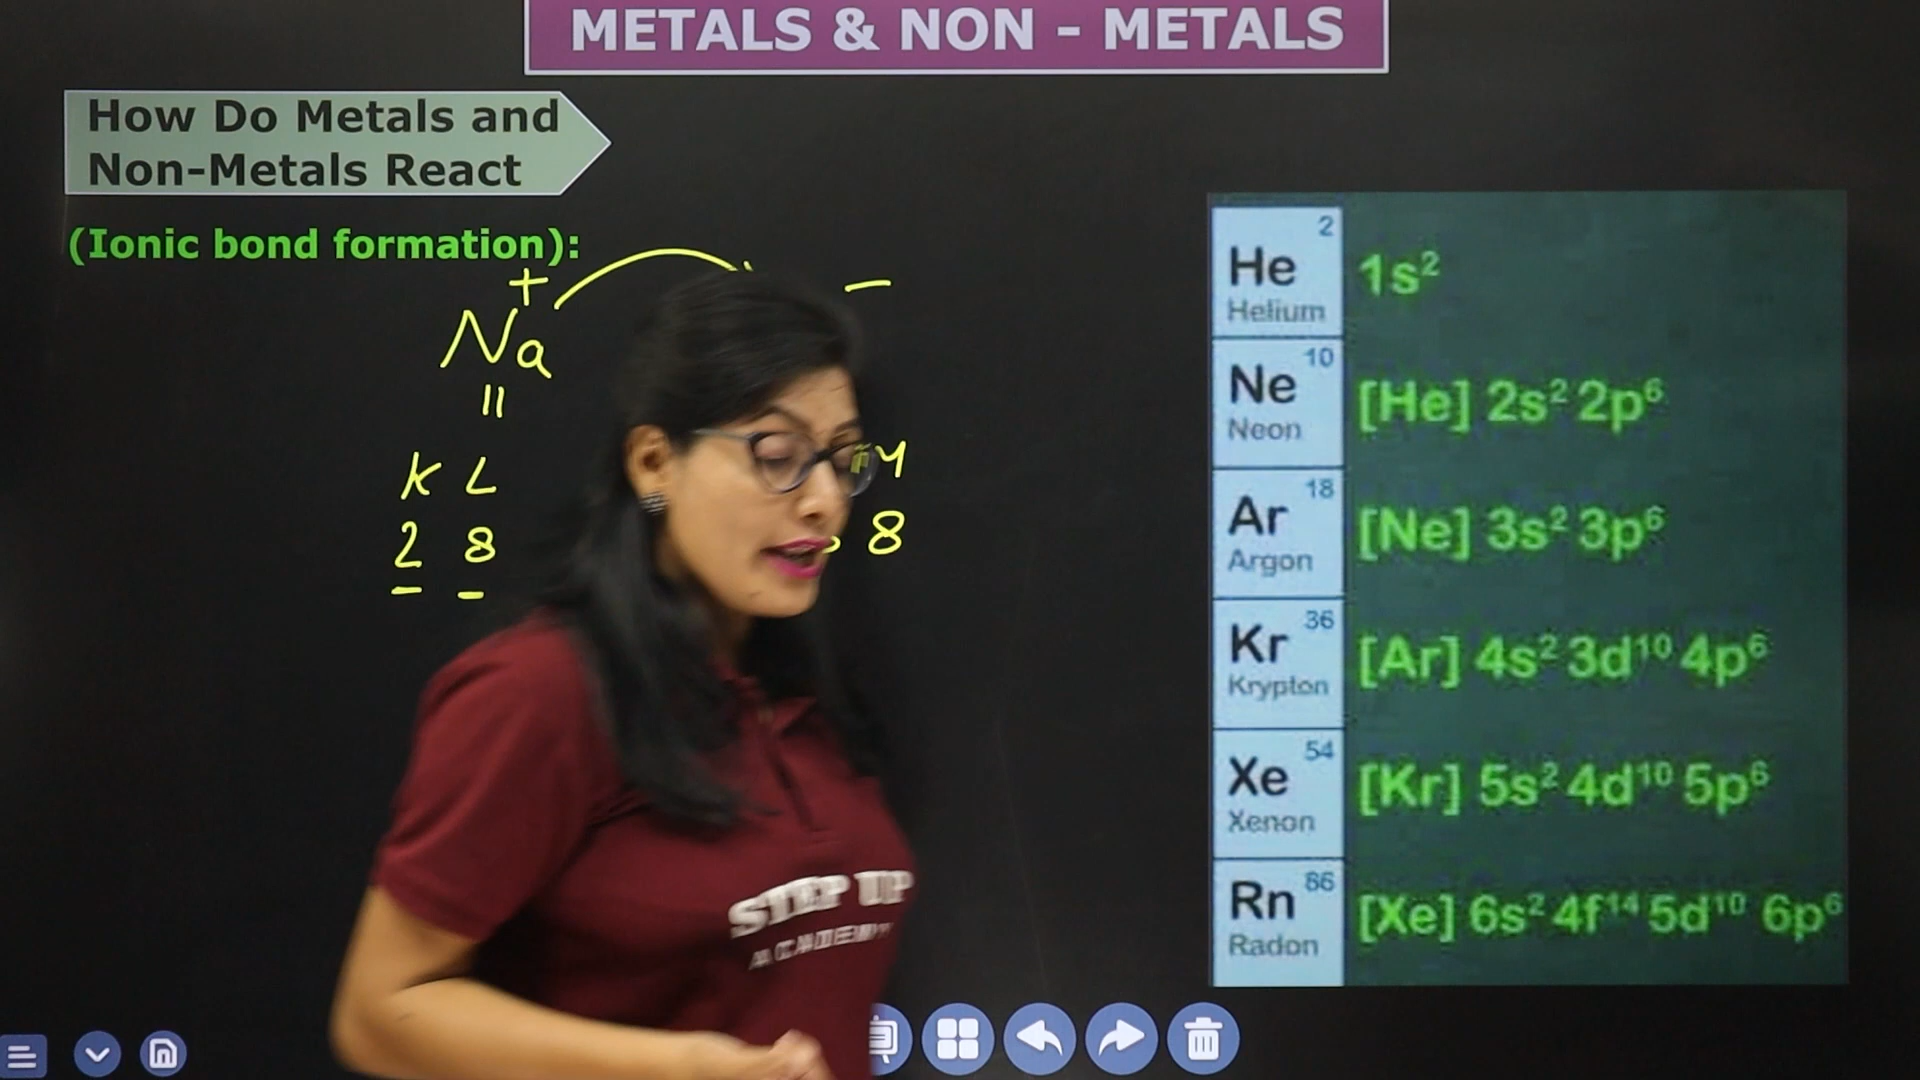 METALS & NON - METALS
How Do Metals and
Non-Metals React
(Ionic bond formation):
+
Na
–
K L
2 8
8
2
He
Helium
1s²
10
Ne
Neon
[He] 2s² 2p⁶
18
Ar
Argon
[Ne] 3s² 3p⁶
36
Kr
Krypton
[Ar] 4s² 3d¹⁰ 4p⁶
54
Xe
Xenon
[Kr] 5s² 4d¹⁰ 5p⁶
86
Rn
Radon
[Xe] 6s² 4f¹⁴ 5d¹⁰ 6p⁶
STEP UP
ACADEMY